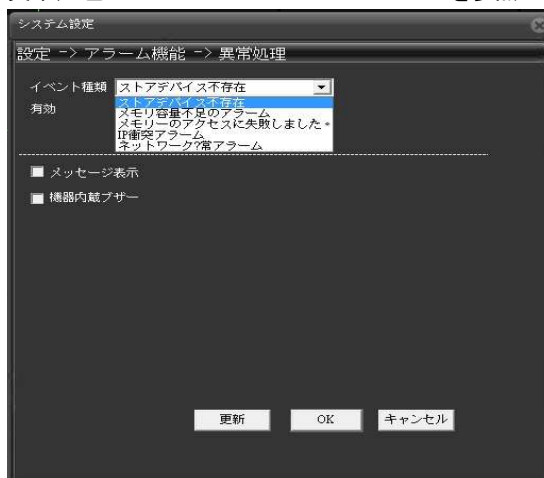 システム設定
設定 -> アラーム機能 -> 異常処理
イベント種類 ストアデバイス不存在
有効
ストアデバイス不存在
メモリ容量不足のアラーム
メモリーのアクセスに失敗しました。
IP衝突アラーム
ネットワーク?常アラーム
メッセージ表示
機器内蔵ブザー
更新 OK キャンセル